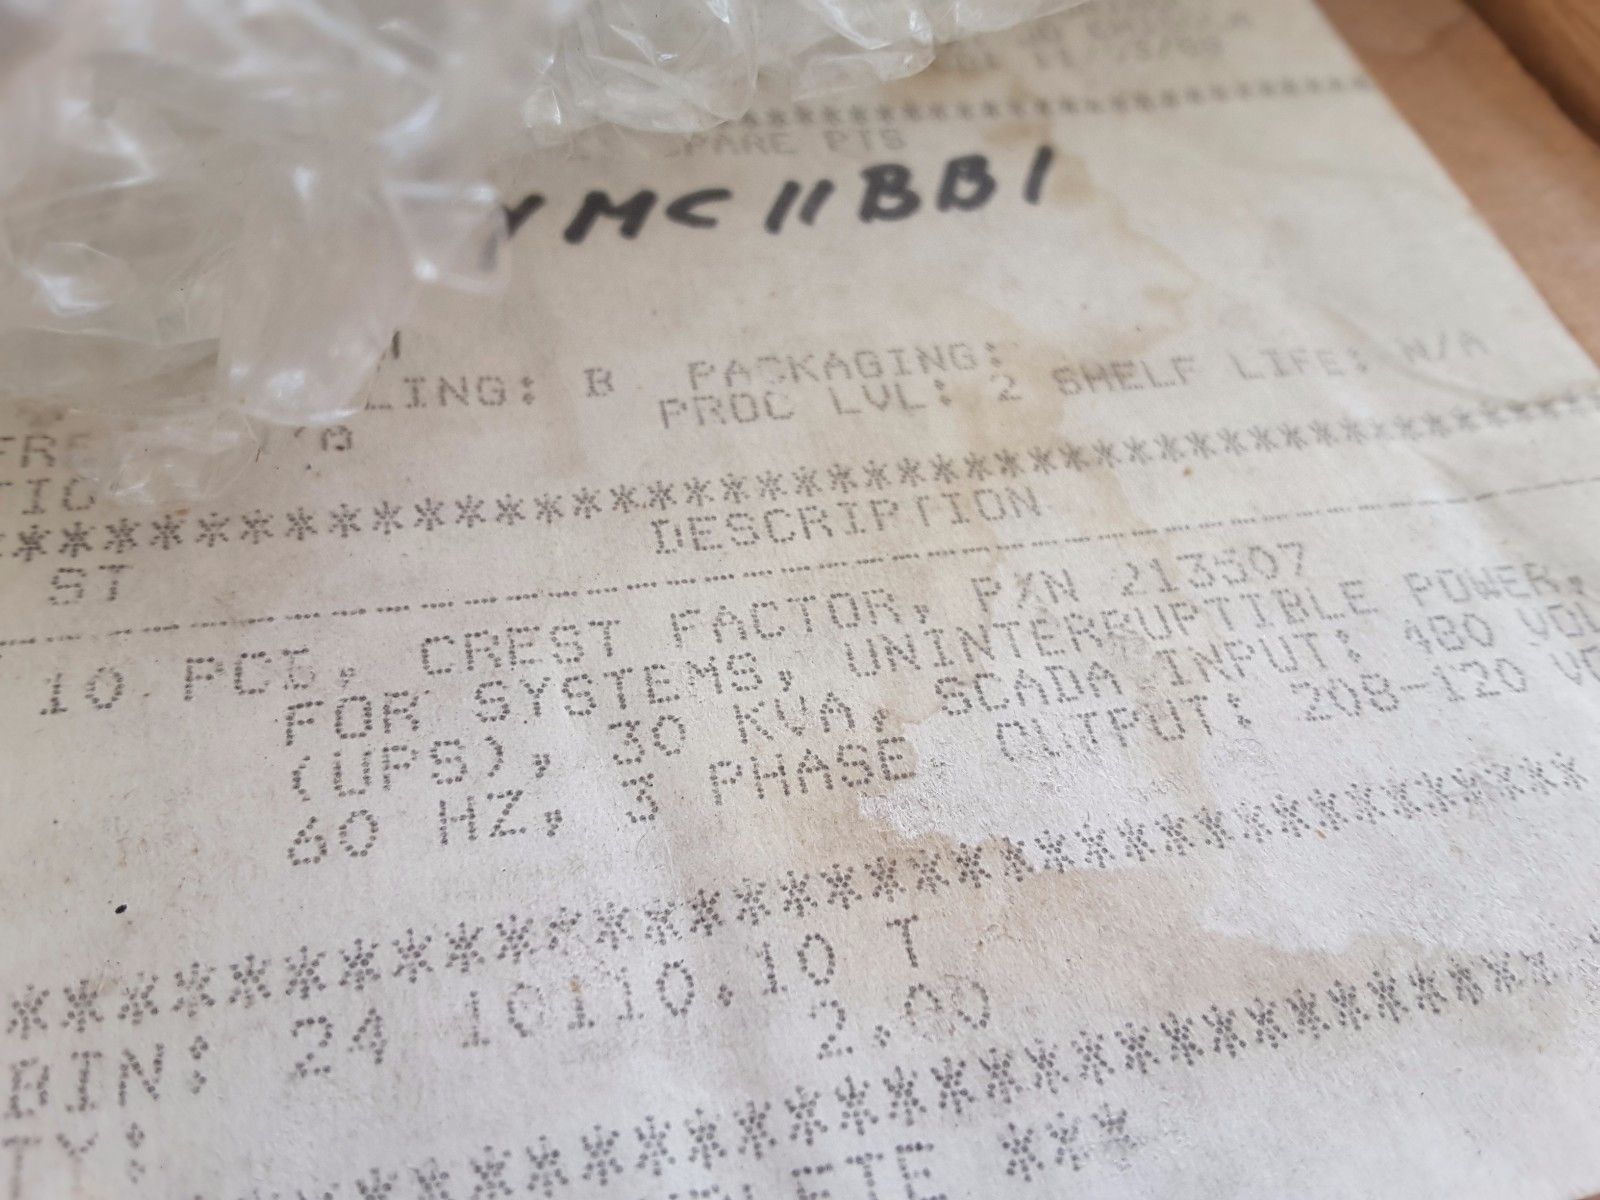 SPARE PTS
YMC11BB1
LING: B PACKAGING:
PROC LVL: 2 SHELF LIFE: N/A
****************************************
DESCRIPTION
----------------------------------------
10 PCB, CREST FACTOR, P/N 213507
FOR SYSTEMS, UNINTERRUPTIBLE POWER,
(UPS), 30 KVA, SCADA INPUT: 480 VOL
60 HZ, 3 PHASE OUTPUT: 208-120 VO
****************************************
BIN: 24 10110.10 T
TY: 2.00
****************************************
***